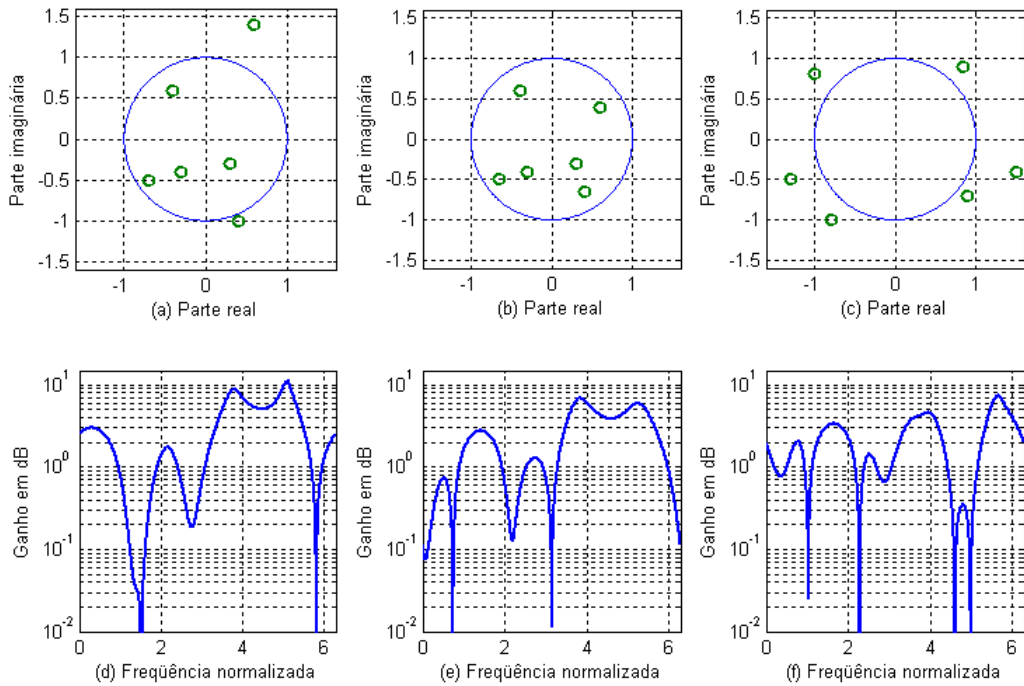 1.5
1
0.5
0
-0.5
-1
-1.5
Parte imaginária
-1 0 1
(a) Parte real
1.5
1
0.5
0
-0.5
-1
-1.5
Parte imaginária
-1 0 1
(b) Parte real
1.5
1
0.5
0
-0.5
-1
-1.5
Parte imaginária
-1 0 1
(c) Parte real
10^1
10^0
10^-1
10^-2
Ganho em dB
0 2 4 6
(d) Freqüência normalizada
10^1
10^0
10^-1
10^-2
Ganho em dB
0 2 4 6
(e) Freqüência normalizada
10^1
10^0
10^-1
10^-2
Ganho em dB
0 2 4 6
(f) Freqüência normalizada